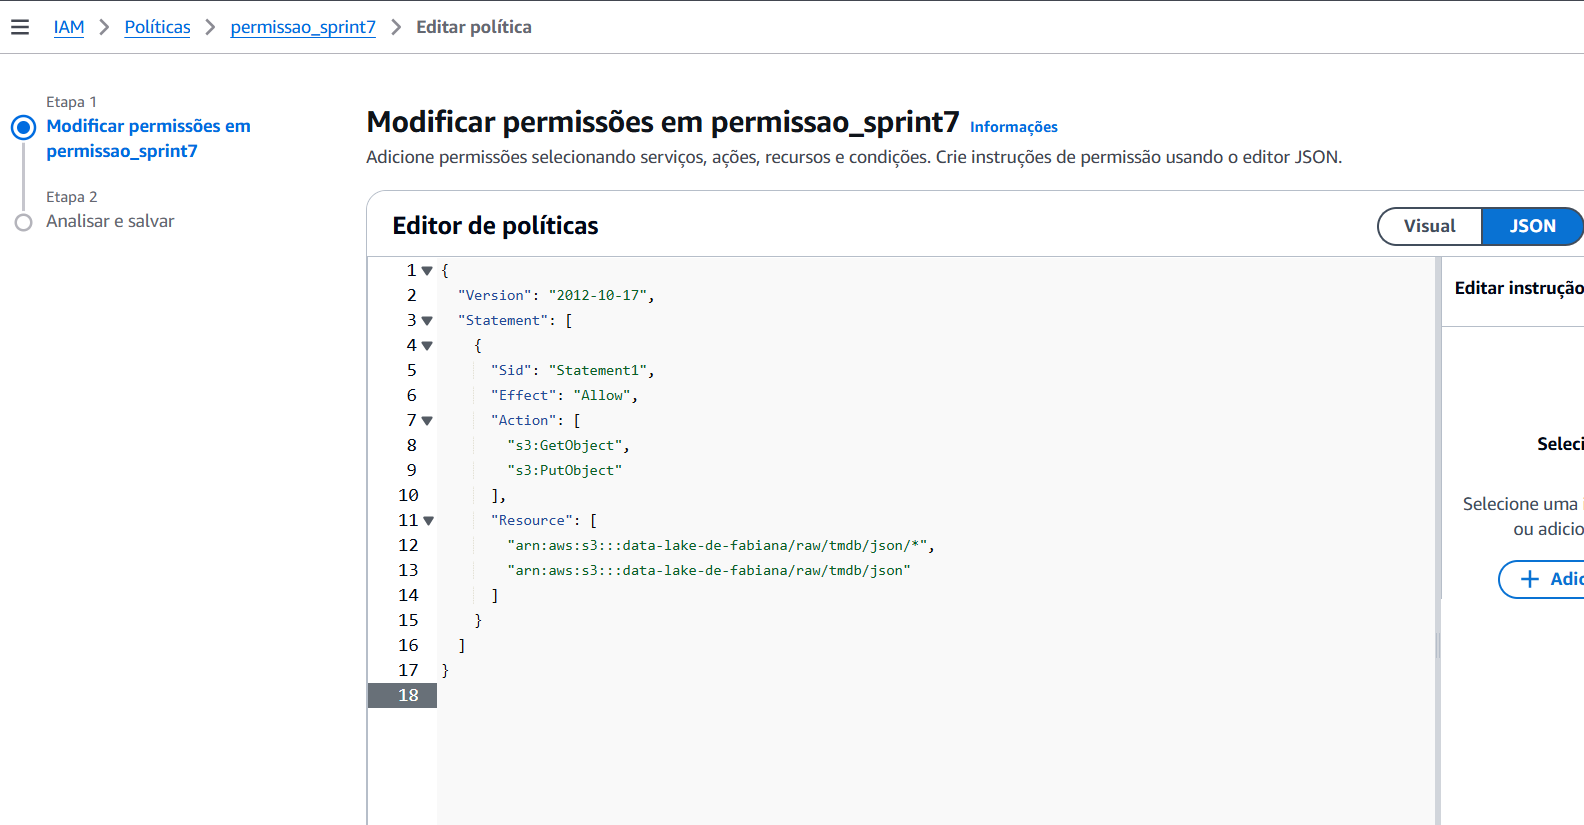 IAM > Políticas > permissao_sprint7 > Editar política
Etapa 1
Modificar permissões em
permissao_sprint7
Etapa 2
Analisar e salvar
Modificar permissões em permissao_sprint7 Informações
Adicione permissões selecionando serviços, ações, recursos e condições. Crie instruções de permissão usando o editor JSON.
Editor de políticas
Visual JSON
1 {
2 "Version": "2012-10-17",
3 "Statement": [
4 {
5 "Sid": "Statement1",
6 "Effect": "Allow",
7 "Action": [
8 "s3:GetObject",
9 "s3:PutObject"
10 ],
11 "Resource": [
12 "arn:aws:s3:::data-lake-de-fabiana/raw/tmdb/json/*",
13 "arn:aws:s3:::data-lake-de-fabiana/raw/tmdb/json"
14 ]
15 }
16 ]
17 }
18
Editar instrução
Seleci
Selecione uma i
ou adicio
+ Adic